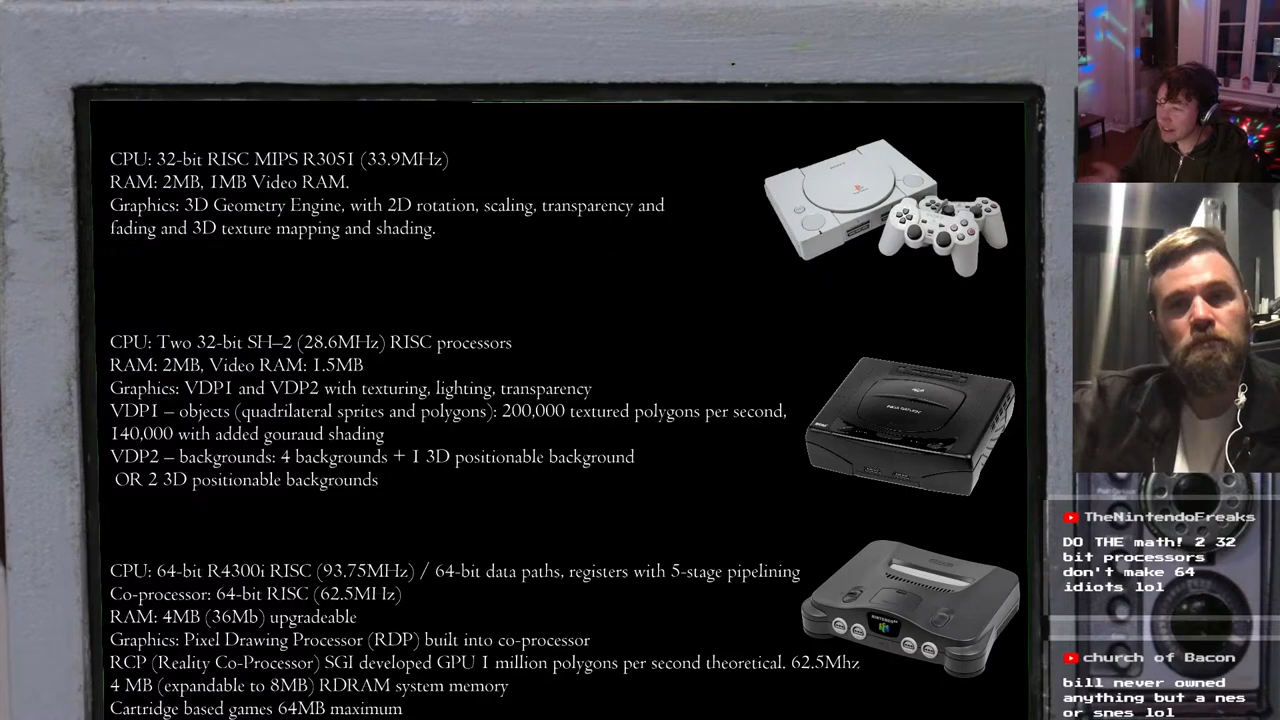 CPU: 32-bit RISC MIPS R3051 (33.9MHz)
RAM: 2MB, 1MB Video RAM.
Graphics: 3D Geometry Engine, with 2D rotation, scaling, transparency and
fading and 3D texture mapping and shading.
CPU: Two 32-bit SH–2 (28.6MHz) RISC processors
RAM: 2MB, Video RAM: 1.5MB
Graphics: VDP1 and VDP2 with texturing, lighting, transparency
VDP1 – objects (quadrilateral sprites and polygons): 200,000 textured polygons per second,
140,000 with added gouraud shading
VDP2 – backgrounds: 4 backgrounds + 1 3D positionable background
OR 2 3D positionable backgrounds
CPU: 64-bit R4300i RISC (93.75MHz) / 64-bit data paths, registers with 5-stage pipelining
Co-processor: 64-bit RISC (62.5MHz)
RAM: 4MB (36Mb) upgradeable
Graphics: Pixel Drawing Processor (RDP) built into co-processor
RCP (Reality Co-Processor) SGI developed GPU 1 million polygons per second theoretical. 62.5Mhz
4 MB (expandable to 8MB) RDRAM system memory
Cartridge based games 64MB maximum
TheNintendoFreaks
DO THE math! 2 32
bit processors
don't make 64
idiots lol
church of Bacon
bill never owned
anything but a nes
or snes lol